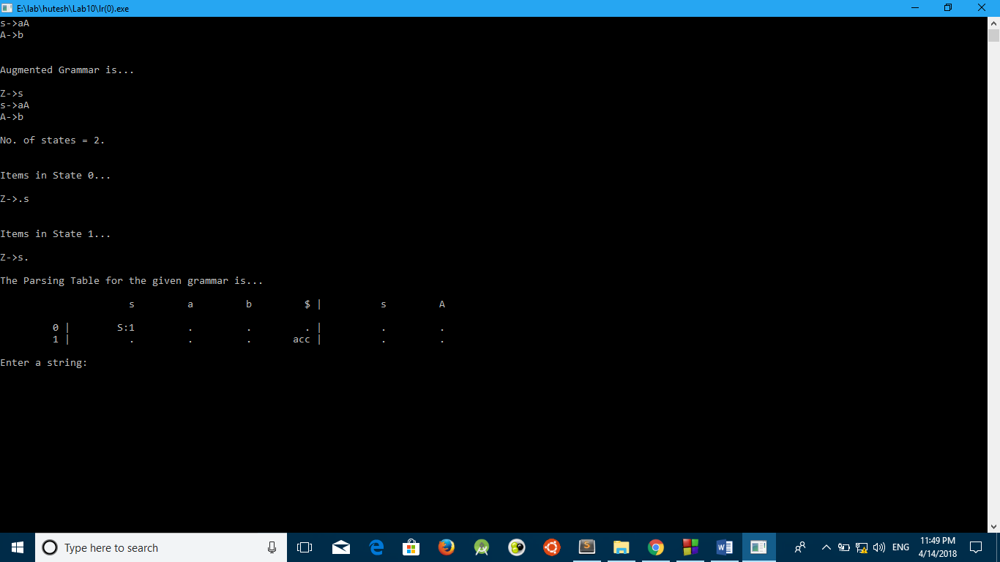 E:\lab\hutesh\Lab10\lr(0).exe
s->aA
A->b
Augmented Grammar is...
Z->s
s->aA
A->b
No. of states = 2.
Items in State 0...
Z->.s
Items in State 1...
Z->s.
The Parsing Table for the given grammar is...
s a b $ | s A
0 | S:1 . . . | . .
1 | . . . acc | . .
Enter a string:
Type here to search
ENG
11:49 PM
4/14/2018